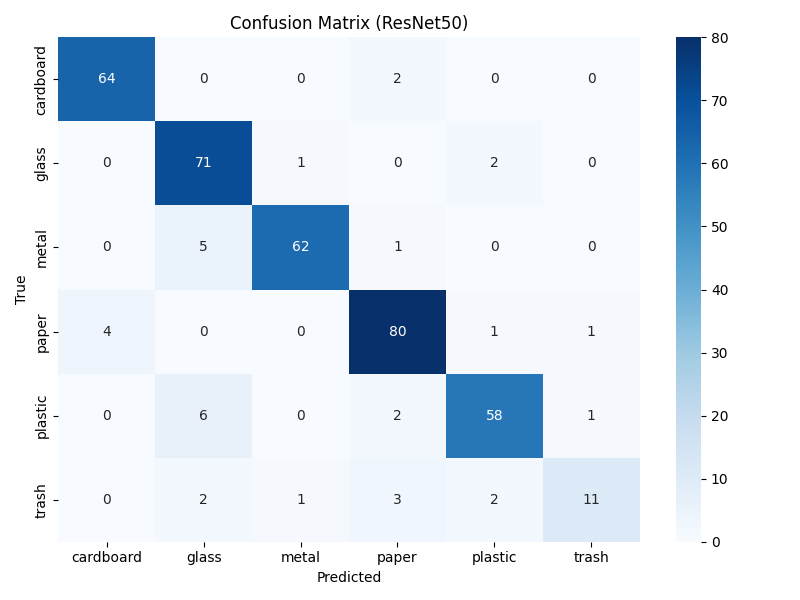 Confusion Matrix (ResNet50)
True
cardboard 64 0 0 2 0 0
glass 0 71 1 0 2 0
metal 0 5 62 1 0 0
paper 4 0 0 80 1 1
plastic 0 6 0 2 58 1
trash 0 2 1 3 2 11
cardboard glass metal paper plastic trash
Predicted
80
70
60
50
40
30
20
10
0